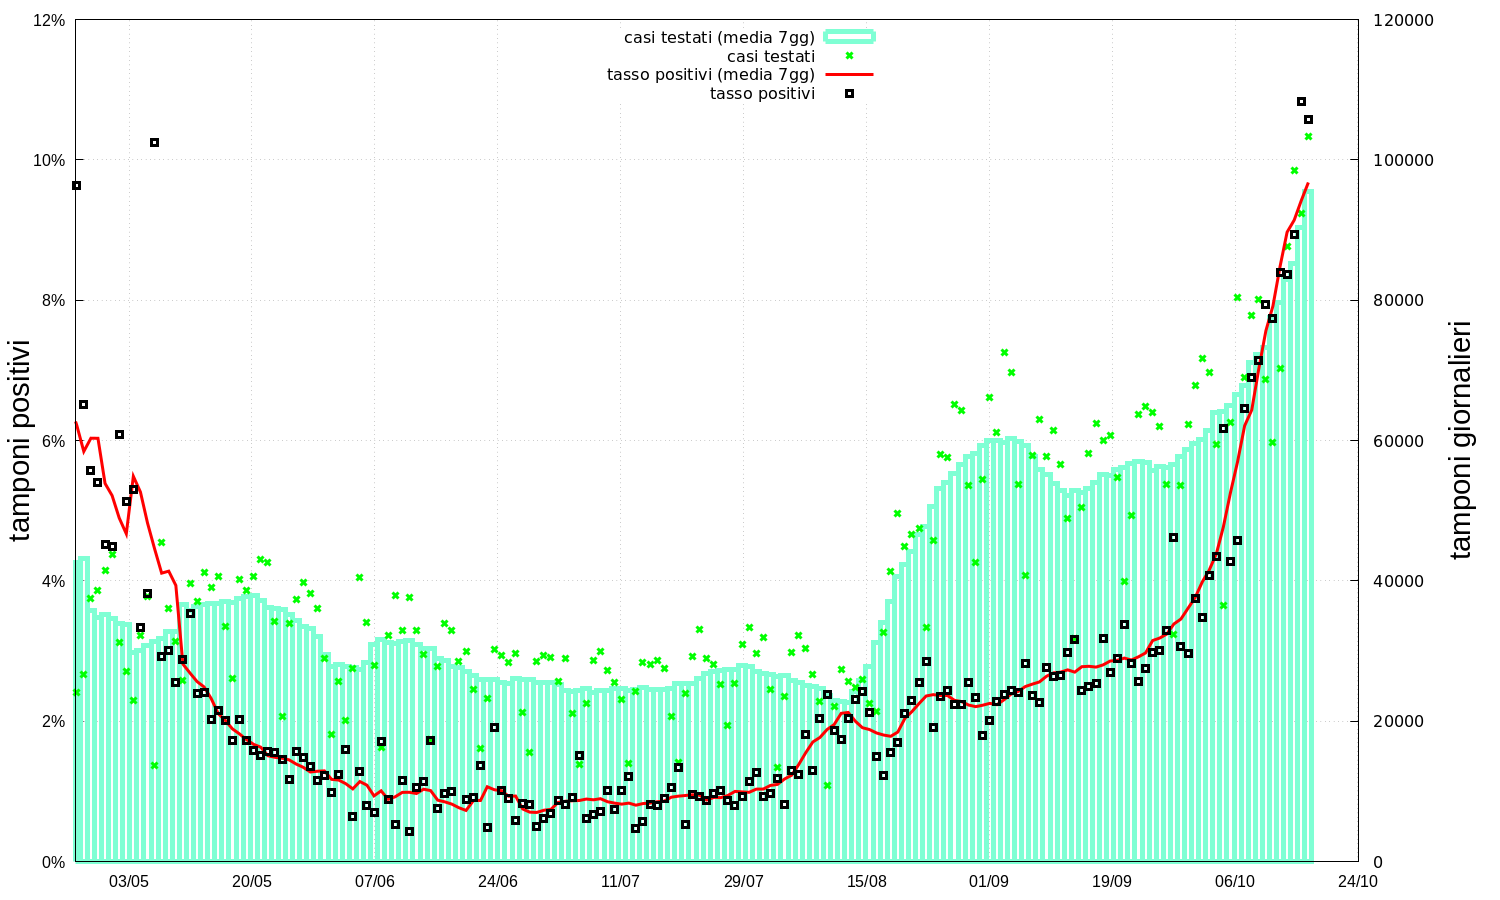 12%
120000
casi testati (media 7gg)
casi testati
tasso positivi (media 7gg)
tasso positivi
10%
100000
8%
80000
tamponi positivi
tamponi giornalieri
6%
60000
4%
40000
2%
20000
0%
0
03/05 20/05 07/06 24/06 11/07 29/07 15/08 01/09 19/09 06/10 24/10